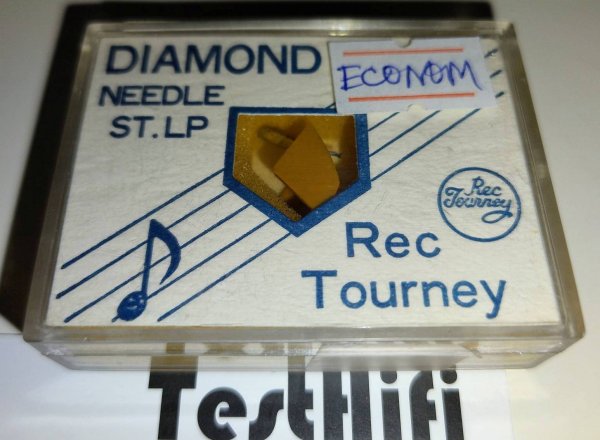 DIAMOND
NEEDLE
ST. LP
ECONOM
Rec
Tourney
Rec
Tourney
TestHifi